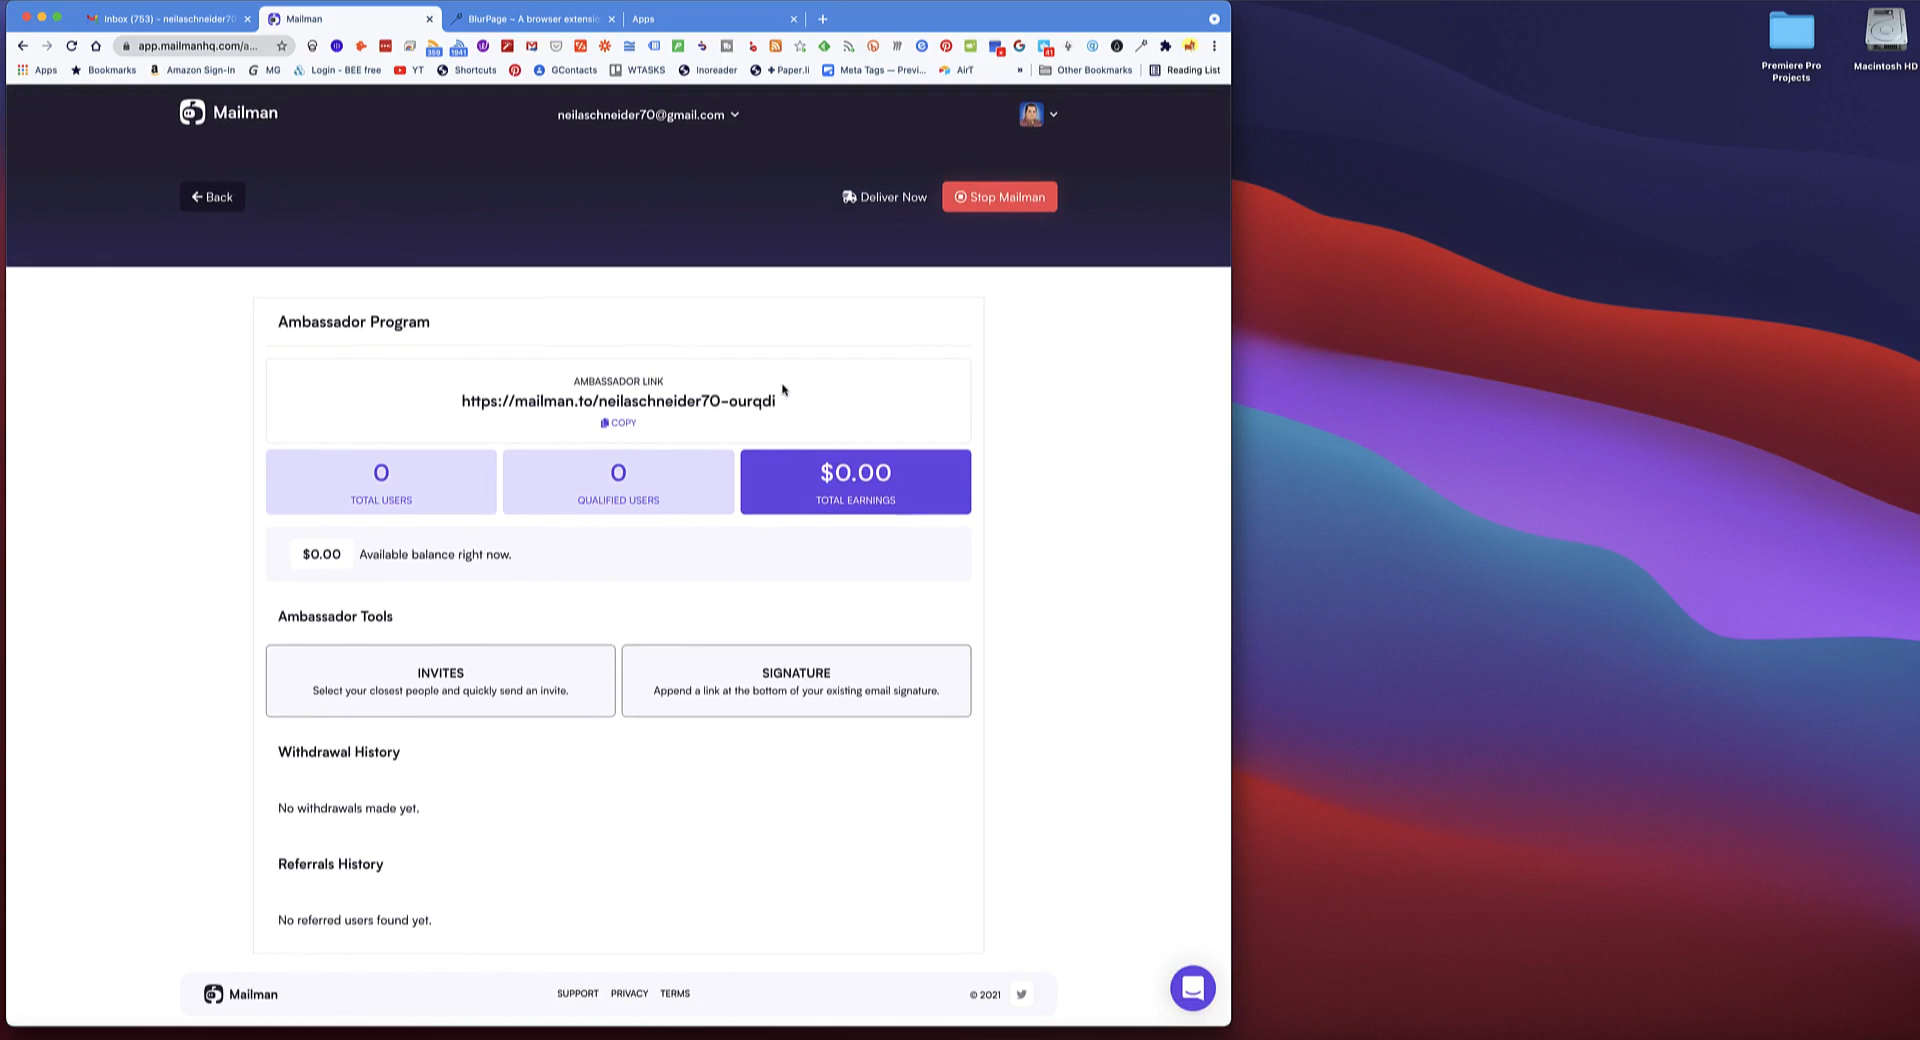 Inbox (753) - neilaschneider70
Mailman
BlurPage ~ A browser extensio
Apps
app.mailmanhq.com/a...
359
1941
41
Apps
Bookmarks
Amazon Sign-In
MG
Login - BEE free
YT
Shortcuts
GContacts
WTASKS
Inoreader
+ Paper.li
Meta Tags — Previ...
AirT
»
Other Bookmarks
Reading List
Premiere Pro
Projects
Macintosh HD
Mailman
neilaschneider70@gmail.com
Back
Deliver Now
Stop Mailman
Ambassador Program
AMBASSADOR LINK
https://mailman.to/neilaschneider70-ourqdi
COPY
0
TOTAL USERS
0
QUALIFIED USERS
$0.00
TOTAL EARNINGS
$0.00 Available balance right now.
Ambassador Tools
INVITES
Select your closest people and quickly send an invite.
SIGNATURE
Append a link at the bottom of your existing email signature.
Withdrawal History
No withdrawals made yet.
Referrals History
No referred users found yet.
Mailman
SUPPORT PRIVACY TERMS
© 2021